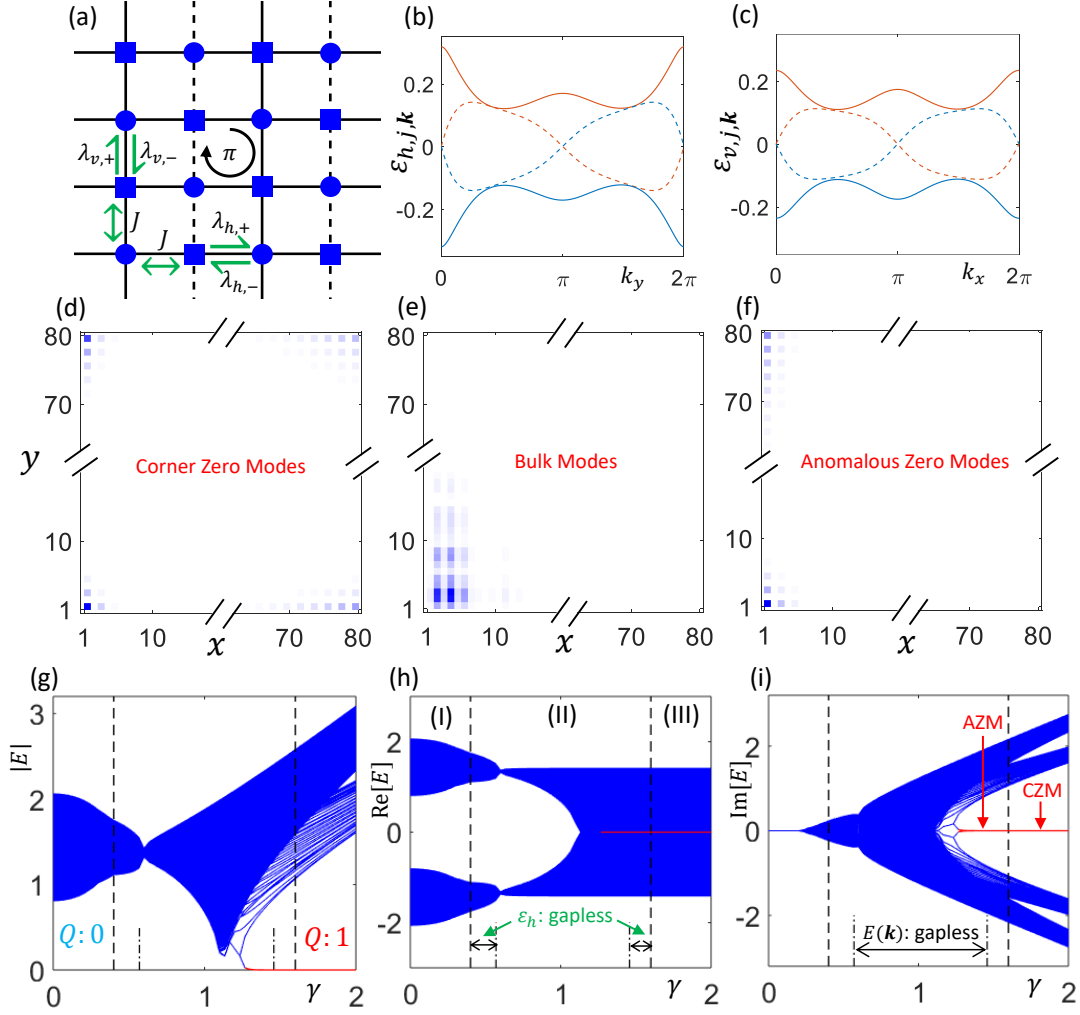 (a)
λv,+
λv,-
π
J
J
λh,+
λh,-
(b)
εh,j,k
0.2
0
-0.2
0
π
ky
2π
(c)
εv,j,k
0.2
0
-0.2
0
π
kx
2π
(d)
80
70
y
10
1
Corner Zero Modes
1
10
x
70
80
(e)
80
70
10
1
Bulk Modes
1
10
x
70
80
(f)
80
70
10
1
Anomalous Zero Modes
1
10
x
70
80
(g)
|E|
3
2
1
0
Q: 0
Q: 1
0
1
γ
2
(h)
Re[E]
2
0
-2
(I)
(II)
(III)
εh: gapless
0
1
γ
2
(i)
Im[E]
2
0
-2
AZM
CZM
E(k): gapless
0
1
γ
2